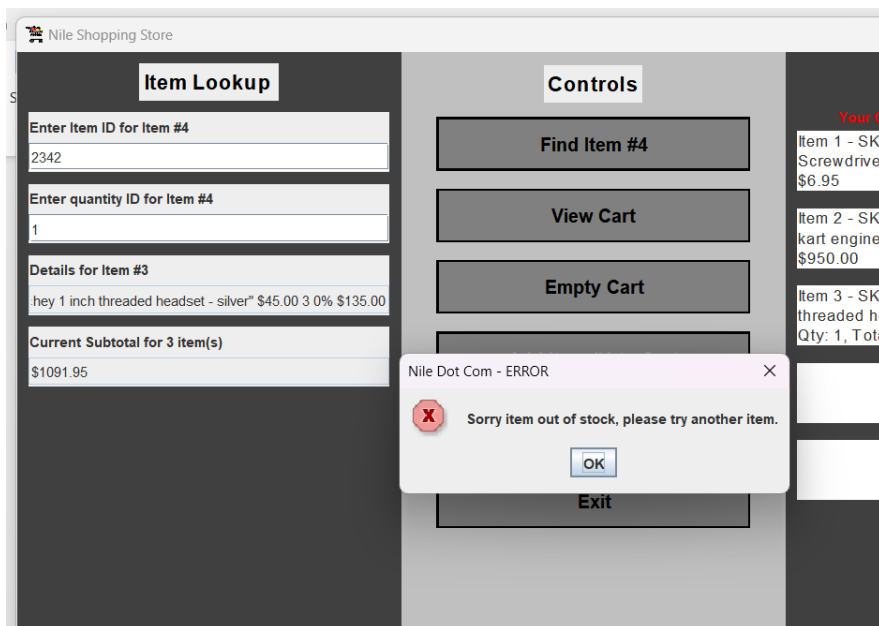 Nile Shopping Store
Item Lookup
Enter Item ID for Item #4
2342
Enter quantity ID for Item #4
1
Details for Item #3
hey 1 inch threaded headset - silver" $45.00 3 0% $135.00
Current Subtotal for 3 item(s)
$1091.95
Controls
Find Item #4
View Cart
Empty Cart
Exit
Nile Dot Com - ERROR
Sorry item out of stock, please try another item.
OK
Your
Item 1 - SK
Screwdrive
$6.95
Item 2 - SK
kart engine
$950.00
Item 3 - SK
threaded he
Qty: 1, Tota